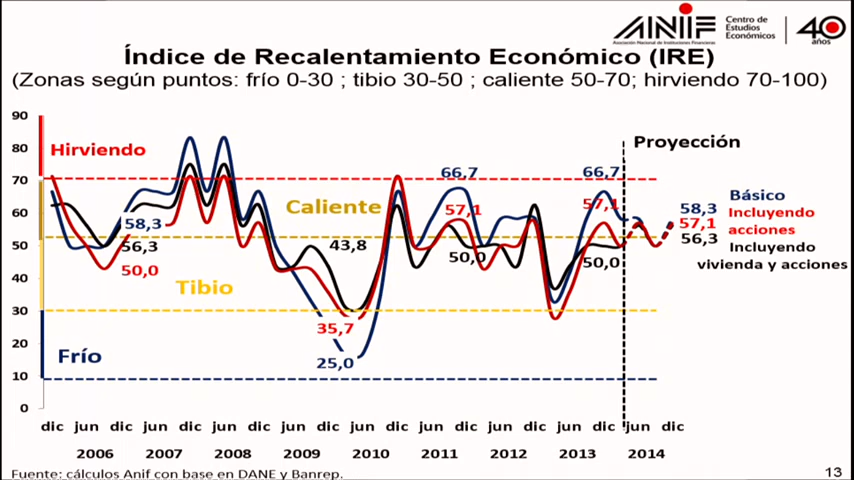 ANIF
Asociación Nacional de Instituciones Financieras
Centro de
Estudios
Económicos
40
años
Índice de Recalentamiento Económico (IRE)
(Zonas según puntos: frío 0-30 ; tibio 30-50 ; caliente 50-70; hirviendo 70-100)
90
80
70
60
50
40
30
20
10
0
Hirviendo
Caliente
Tibio
Frío
58,3
56,3
50,0
43,8
35,7
25,0
66,7
57,1
50,0
66,7
57,1
50,0
Proyección
58,3
57,1
56,3
Básico
Incluyendo
acciones
Incluyendo
vivienda y acciones
dic jun dic jun dic jun dic jun dic jun dic jun dic jun dic jun dic jun dic
2006 2007 2008 2009 2010 2011 2012 2013 2014
Fuente: cálculos Anif con base en DANE y Banrep.
13